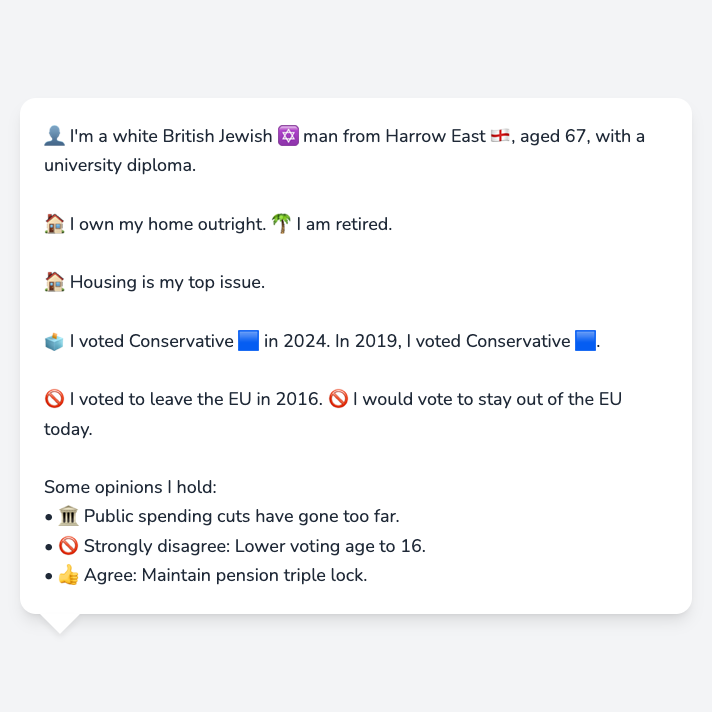 👤 I'm a white British Jewish ✡️ man from Harrow East 🏴󠁧󠁢󠁥󠁮󠁧󠁿, aged 67, with a
university diploma.
🏠 I own my home outright. 🌴 I am retired.
🏠 Housing is my top issue.
🗳️ I voted Conservative 🟦 in 2024. In 2019, I voted Conservative 🟦.
🚫 I voted to leave the EU in 2016. 🚫 I would vote to stay out of the EU
today.
Some opinions I hold:
• 🏛️ Public spending cuts have gone too far.
• 🚫 Strongly disagree: Lower voting age to 16.
• 👍 Agree: Maintain pension triple lock.